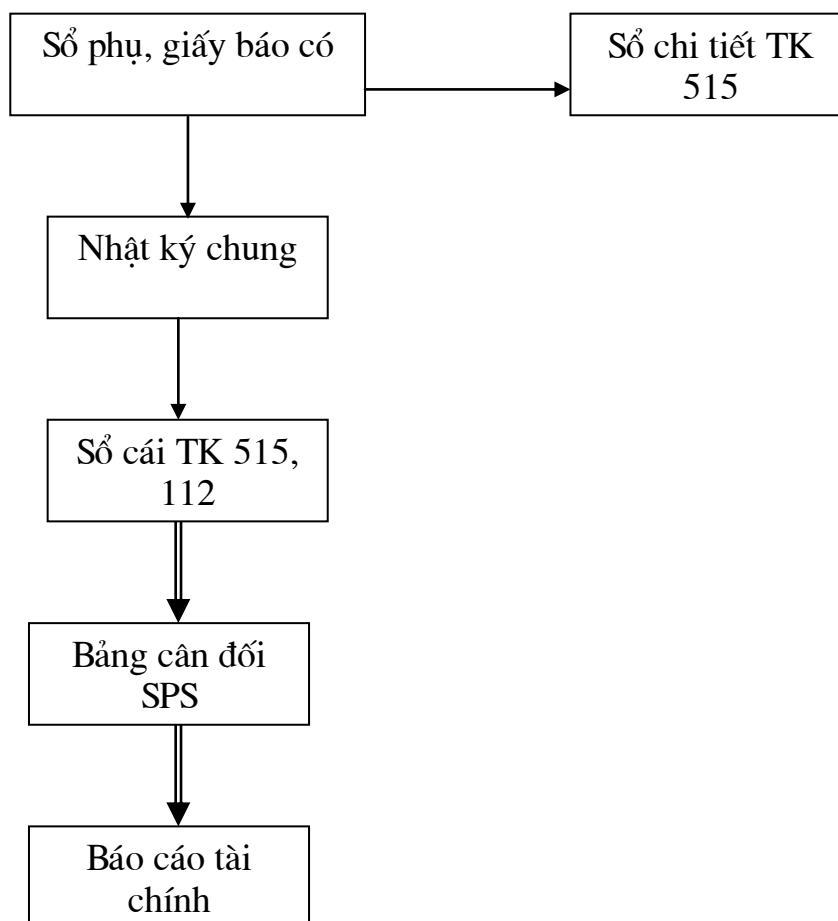 Sổ phụ, giấy báo có
Sổ chi tiết TK
515
Nhật ký chung
Sổ cái TK 515,
112
Bảng cân đối
SPS
Báo cáo tài
chính